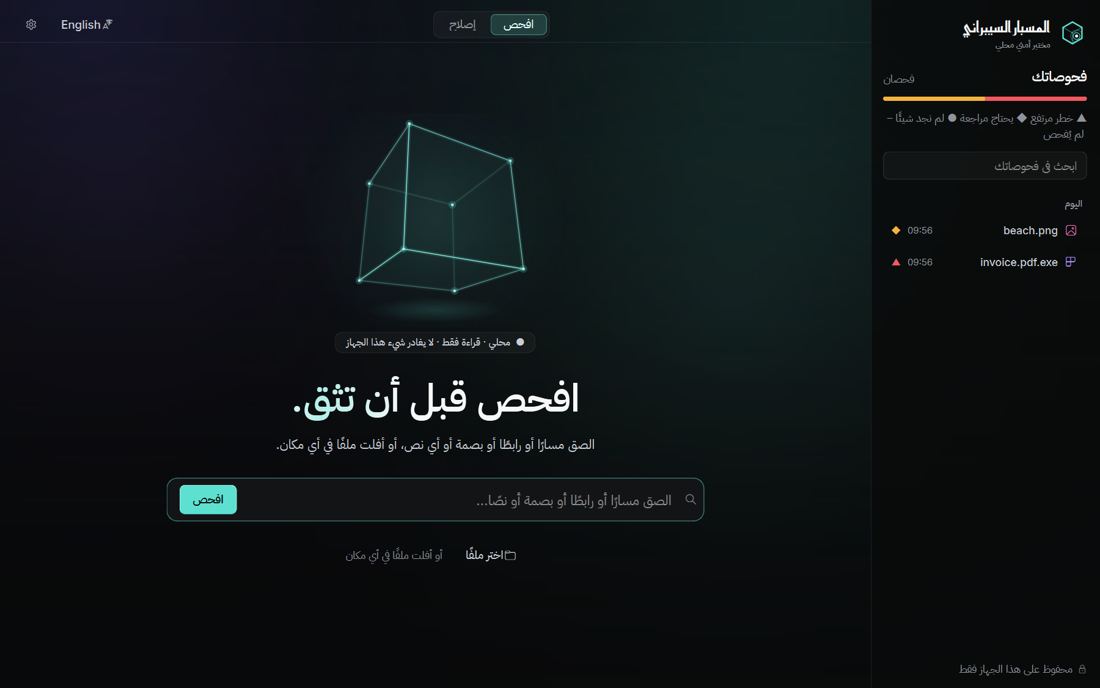 المسبار السيبراني
مختبر أمني محلي
فحوصاتك
فحصان
▲ خطر مرتفع ◆ يحتاج مراجعة ● لم نجد شيئًا –
لم يُفحص
ابحث في فحوصاتك
اليوم
beach.png
09:56
invoice.pdf.exe
09:56
محفوظ على هذا الجهاز فقط
افحص
إصلاح
English
محلي · قراءة فقط · لا يغادر شيء هذا الجهاز
افحص قبل أن تثق.
الصق مسارًا أو رابطًا أو بصمة أو أي نص، أو أفلت ملفًا في أي مكان.
الصق مسارًا أو رابطًا أو بصمة أو نصًا...
افحص
اختر ملفًا
أو أفلت ملفًا في أي مكان